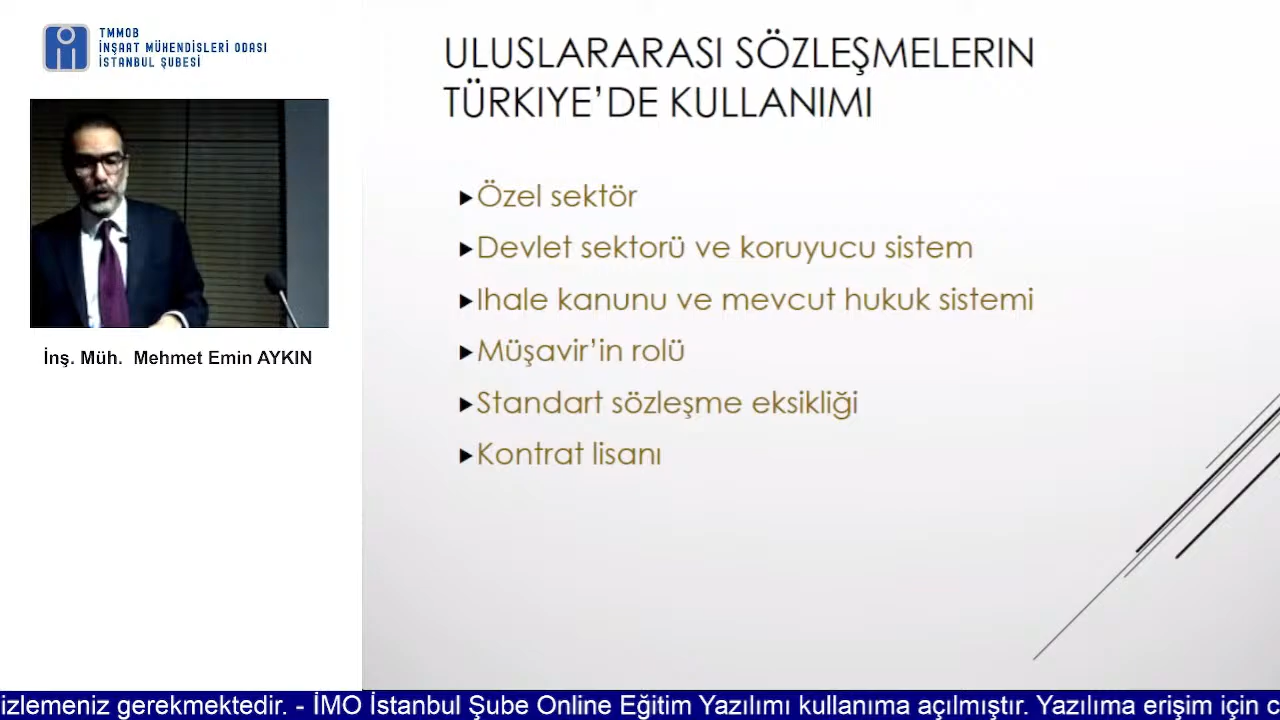 TMMOB
İNŞAAT MÜHENDİSLERİ ODASI
İSTANBUL ŞUBESİ
İnş. Müh. Mehmet Emin AYKIN
ULUSLARARASI SÖZLEŞMELERIN
TÜRKIYE’DE KULLANIMI
Özel sektör
Devlet sektorü ve koruyucu sistem
Ihale kanunu ve mevcut hukuk sistemi
Müşavir’in rolü
Standart sözleşme eksikliği
Kontrat lisanı
izlemeniz gerekmektedir. - İMO İstanbul Şube Online Eğitim Yazılımı kullanıma açılmıştır. Yazılıma erişim için